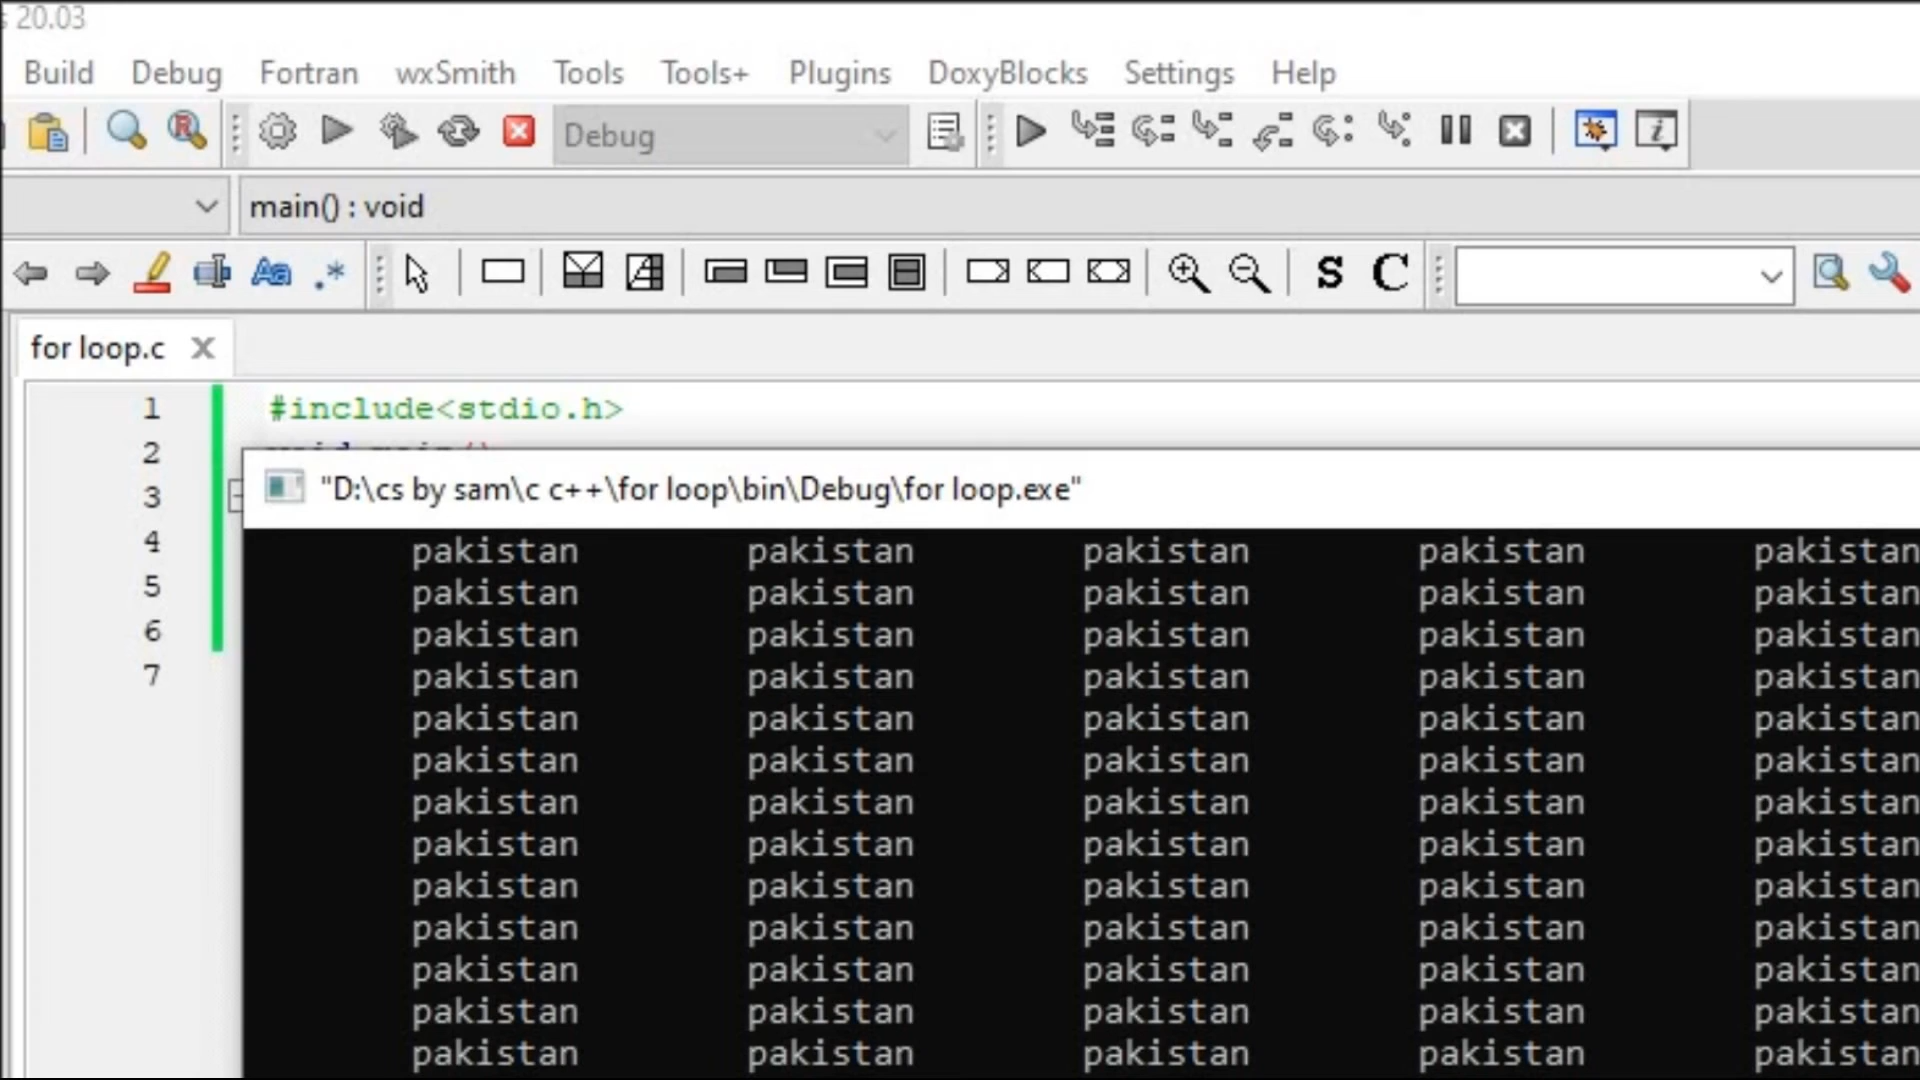 s 20.03
Build Debug Fortran wxSmith Tools Tools+ Plugins DoxyBlocks Settings Help
Debug
main() : void
Aa .* S C
for loop.c
1 #include<stdio.h>
2
3 "D:\cs by sam\c c++\for loop\bin\Debug\for loop.exe"
4 pakistan pakistan pakistan pakistan pakistan
5 pakistan pakistan pakistan pakistan pakistan
6 pakistan pakistan pakistan pakistan pakistan
7 pakistan pakistan pakistan pakistan pakistan
pakistan pakistan pakistan pakistan pakistan
pakistan pakistan pakistan pakistan pakistan
pakistan pakistan pakistan pakistan pakistan
pakistan pakistan pakistan pakistan pakistan
pakistan pakistan pakistan pakistan pakistan
pakistan pakistan pakistan pakistan pakistan
pakistan pakistan pakistan pakistan pakistan
pakistan pakistan pakistan pakistan pakistan
pakistan pakistan pakistan pakistan pakistan